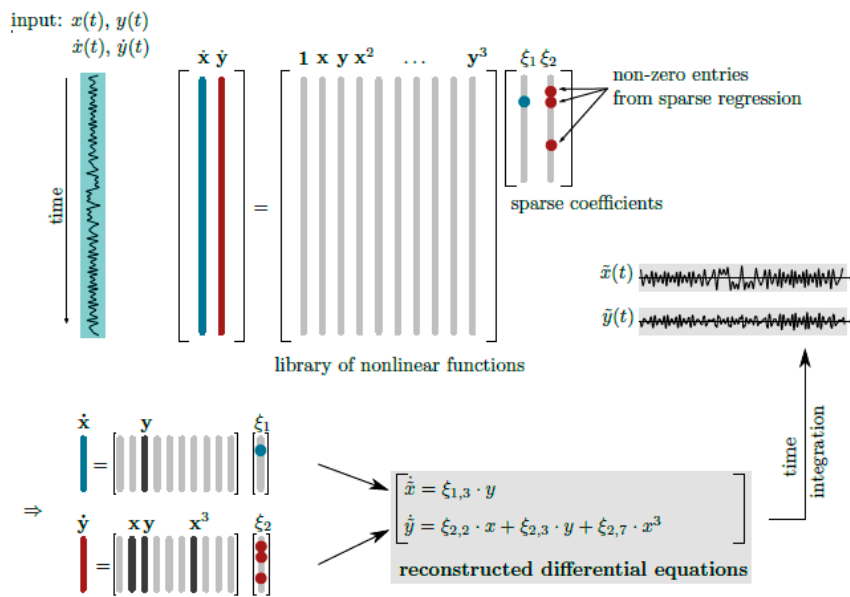 input: x(t), y(t)
ẋ(t), ẏ(t)
time
ẋ ẏ
=
1 x y x² ... y³
ξ₁ ξ₂
non-zero entries
from sparse regression
sparse coefficients
library of nonlinear functions
x̃(t)
ỹ(t)
time
integration
⇒
ẋ = y ξ₁
ẏ = x y x³ ξ₂
x̃̇ = ξ₁,₃ · y
ỹ̇ = ξ₂,₂ · x + ξ₂,₃ · y + ξ₂,₇ · x³
reconstructed differential equations